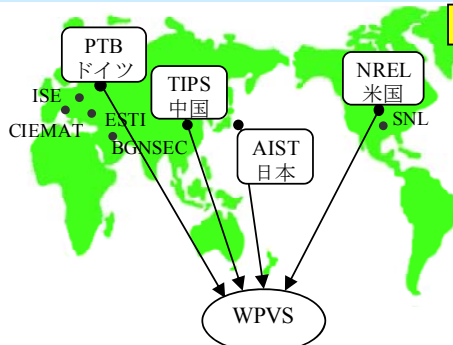 PTB
ドイツ
TIPS
中国
NREL
米国
ISE
ESTI
SNL
CIEMAT
BGNSEC
AIST
日本
WPVS